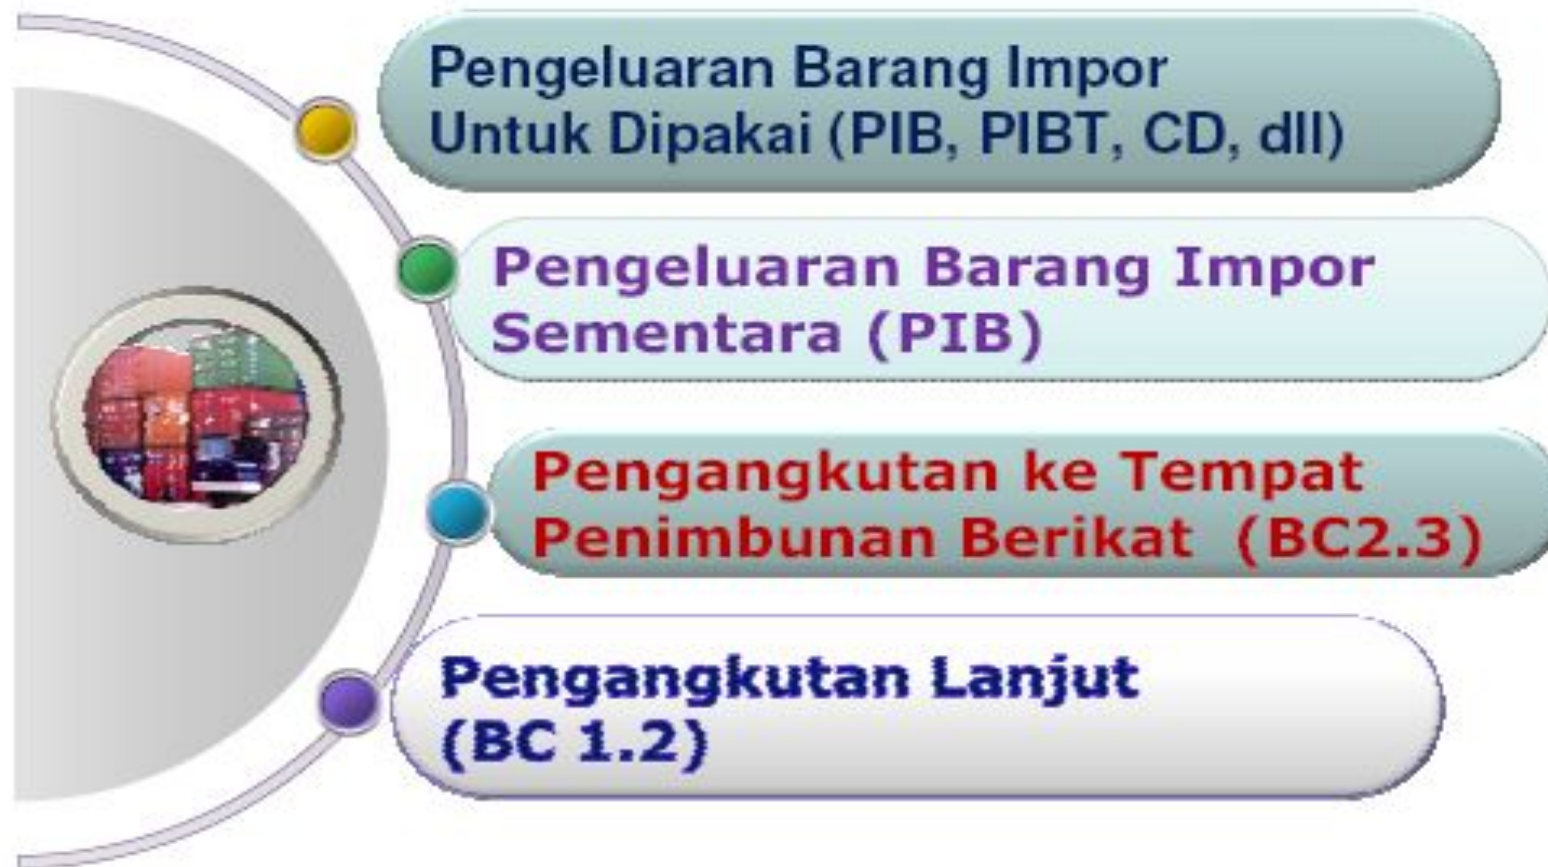 Pengeluaran Barang Impor
Untuk Dipakai (PIB, PIBT, CD, dll)
Pengeluaran Barang Impor
Sementara (PIB)
Pengangkutan ke Tempat
Penimbunan Berikat (BC2.3)
Pengangkutan Lanjut
(BC 1.2)